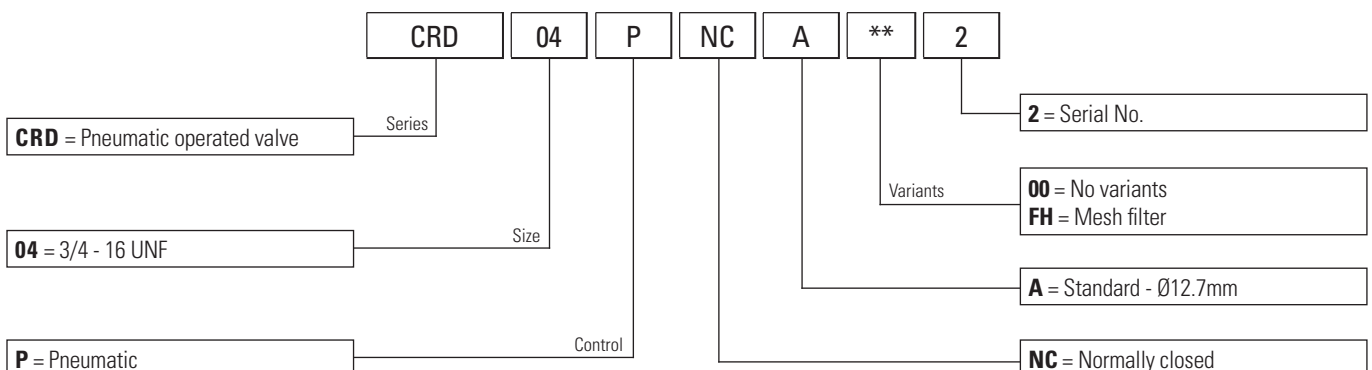 CRD 04 P NC A ** 2
Series
CRD = Pneumatic operated valve
2 = Serial No.
Variants
00 = No variants
FH = Mesh filter
Size
04 = 3/4 - 16 UNF
A = Standard - Ø12.7mm
Control
P = Pneumatic
NC = Normally closed